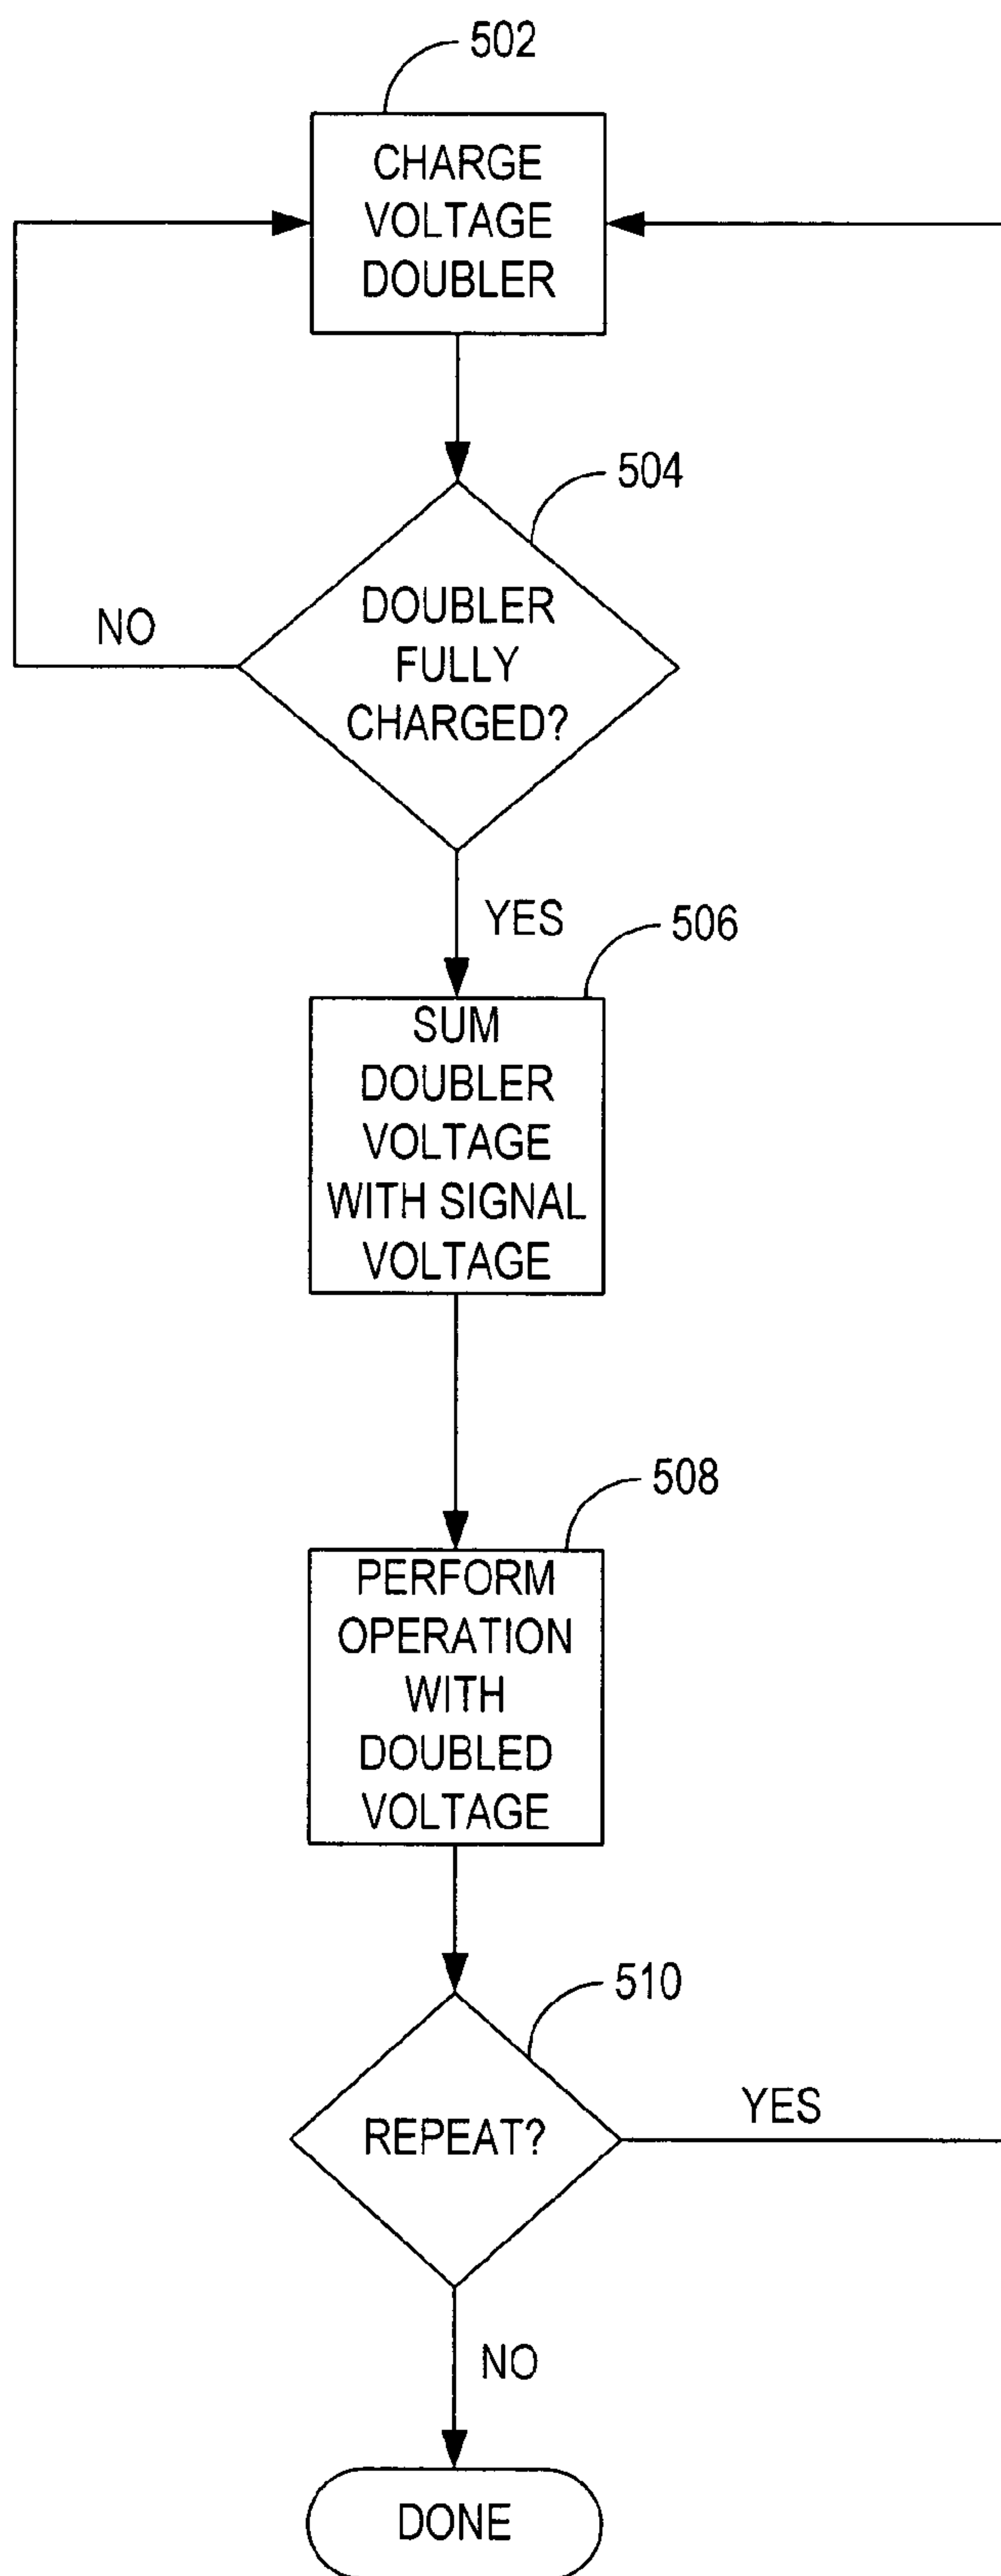 502
CHARGE
VOLTAGE
DOUBLER
504
DOUBLER
FULLY
CHARGED?
NO
YES
506
SUM
DOUBLER
VOLTAGE
WITH SIGNAL
VOLTAGE
508
PERFORM
OPERATION
WITH
DOUBLED
VOLTAGE
510
REPEAT?
YES
NO
DONE